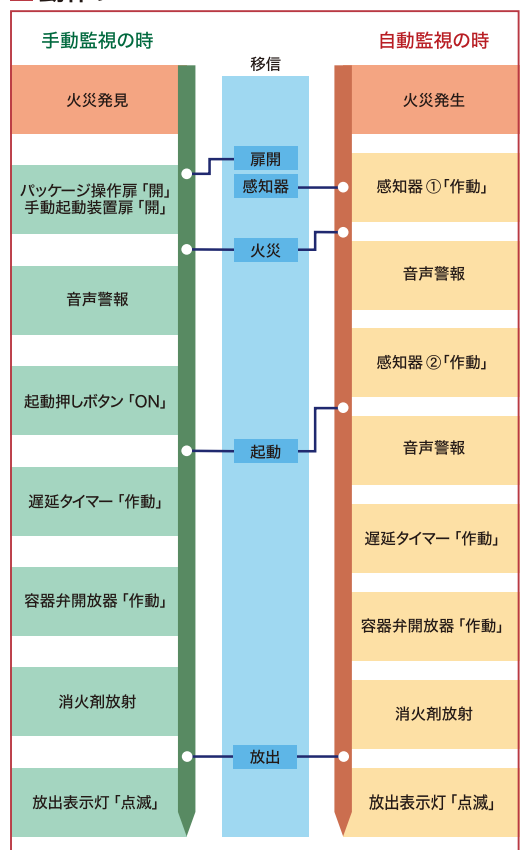 手動監視の時
火災発見
パッケージ操作扉「開」
手動起動装置扉「開」
音声警報
起動押しボタン「ON」
遅延タイマー「作動」
容器弁開放器「作動」
消火剤放射
放出表示灯「点滅」
移信
扉開
感知器
火災
起動
放出
自動監視の時
火災発生
感知器①「作動」
音声警報
感知器②「作動」
音声警報
遅延タイマー「作動」
容器弁開放器「作動」
消火剤放射
放出表示灯「点滅」